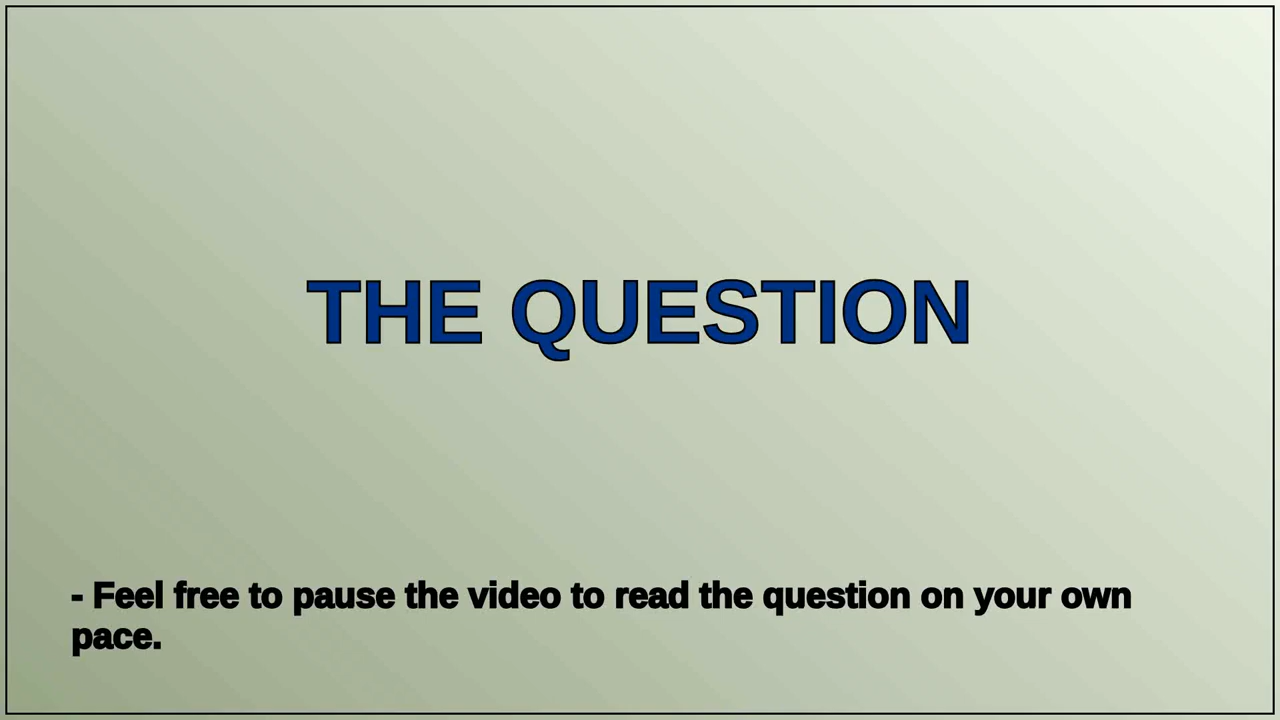 THE QUESTION
- Feel free to pause the video to read the question on your own
pace.